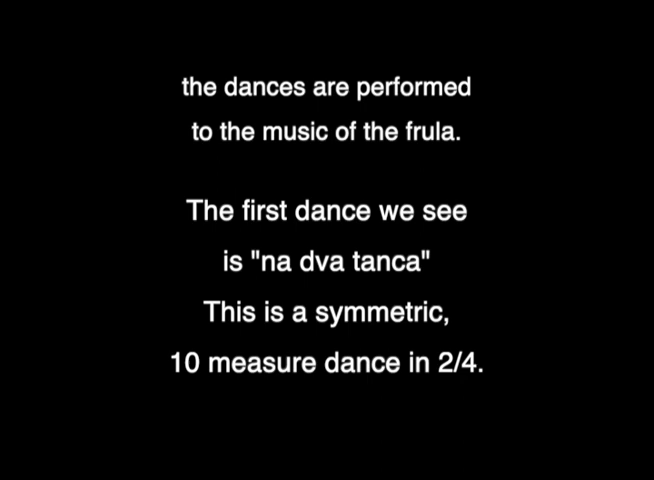 the dances are performed
to the music of the frula.
The first dance we see
is "na dva tanca"
This is a symmetric,
10 measure dance in 2/4.